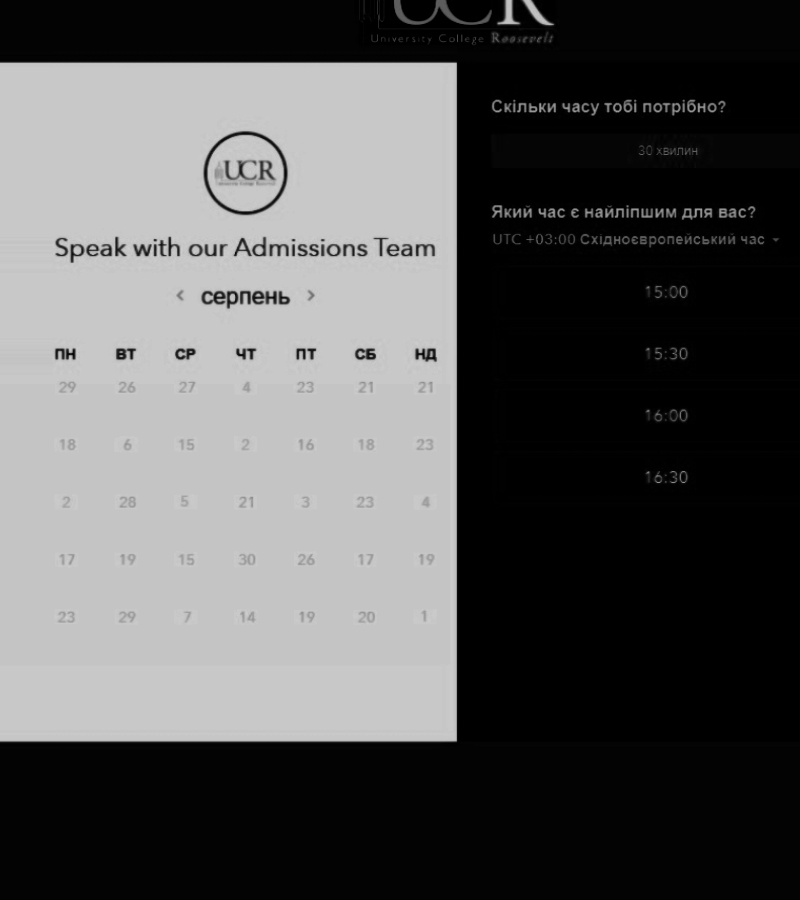 UCR
University College Roosevelt
UCR
Speak with our Admissions Team
< серпень >
ПН ВТ СР ЧТ ПТ СБ НД
29 26 27 4 23 21 21
18 6 15 2 16 18 23
2 28 5 21 3 23 4
17 19 15 30 26 17 19
23 29 7 14 19 20 1
Скільки часу тобі потрібно?
30 хвилин
Який час є найліпшим для вас?
UTC +03:00 Східноєвропейський час
15:00
15:30
16:00
16:30